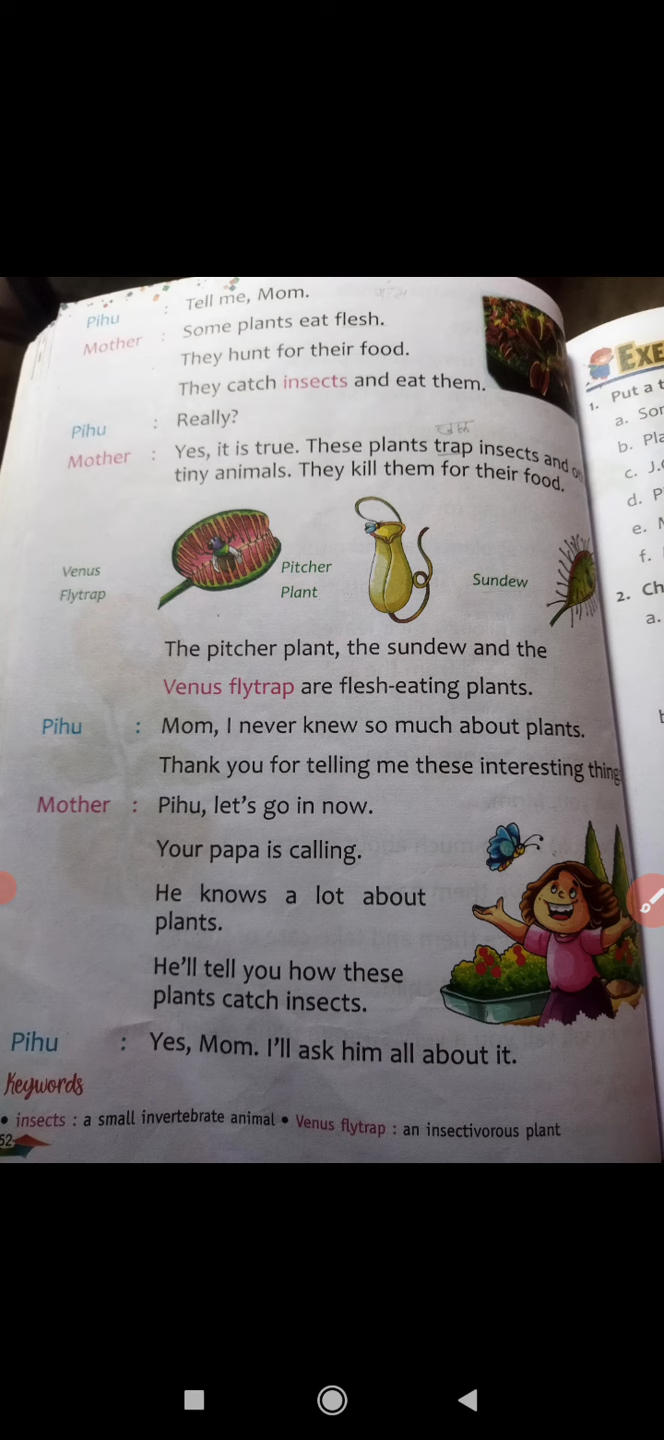 Pihu : Tell me, Mom.
Mother : Some plants eat flesh.
They hunt for their food.
They catch insects and eat them.
Pihu : Really?
Mother : Yes, it is true. These plants trap insects and
tiny animals. They kill them for their food.
Venus
Flytrap
Pitcher
Plant
Sundew
The pitcher plant, the sundew and the
Venus flytrap are flesh-eating plants.
Pihu : Mom, I never knew so much about plants.
Thank you for telling me these interesting thing
Mother : Pihu, let's go in now.
Your papa is calling.
He knows a lot about
plants.
He'll tell you how these
plants catch insects.
Pihu : Yes, Mom. I'll ask him all about it.
Keywords
• insects : a small invertebrate animal • Venus flytrap : an insectivorous plant
52
EXE
1. Put a t
a. Sor
b. Pla
c. J.
d. P
e.
f.
2. Ch
a.